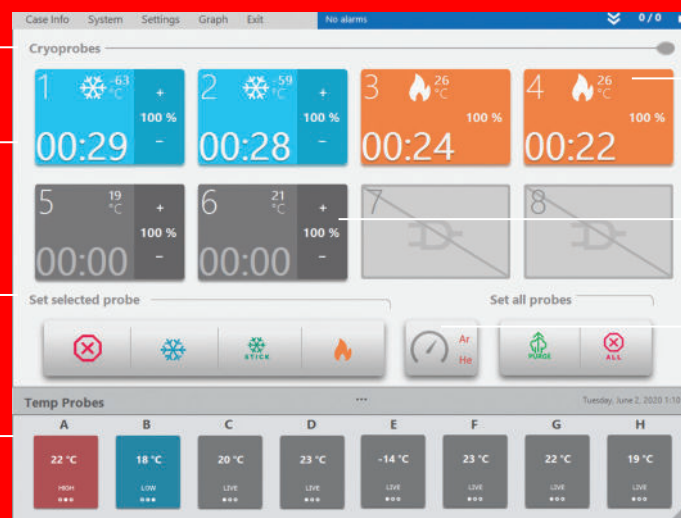 Case Info System Settings Graph Exit No alarms 0/0
Cryoprobes
1 -63 °C + 100 % - 00:29
2 -59 °C + 100 % - 00:28
3 26 °C 100 % 00:24
4 26 °C 100 % 00:22
5 19 °C + 100 % - 00:00
6 21 °C + 100 % - 00:00
7
8
Set selected probe Set all probes
STICK
Ar
He
PURGE
ALL
Temp Probes ... Tuesday, June 2, 2020 1:10
A B C D E F G H
22 °C 18 °C 20 °C 23 °C -14 °C 23 °C 22 °C 19 °C
HIGH LOW LIVE LIVE LIVE LIVE LIVE LIVE